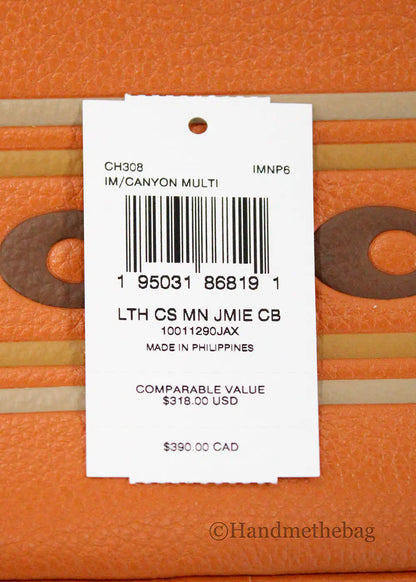 CH308 IMNP6
IM/CANYON MULTI
1 95031 86819 1
LTH CS MN JMIE CB
10011290JAX
MADE IN PHILIPPINES
COMPARABLE VALUE
$318.00 USD
$390.00 CAD
©Handmethebag